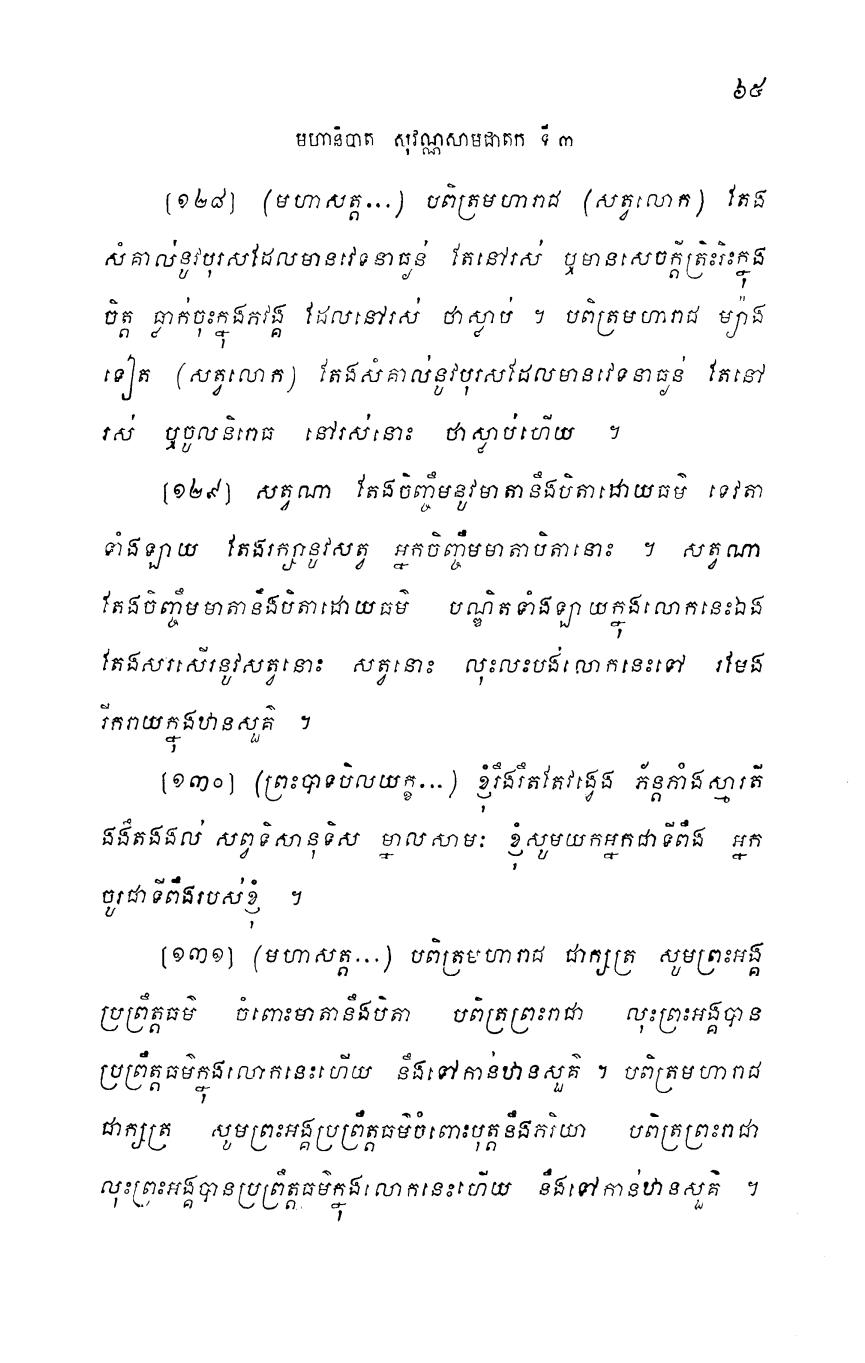 ៦៥
មហានិបាត សុវណ្ណសាមជាតក ទី ៣
[១២៨] (មហាសត្ត...) បពិត្រមហារាជ (សត្វលោក) តែង
សំគាល់នូវបុរសដែលមានវេទនាធ្ងន់ តែនៅរស់ ឬមានសេចក្តីត្រិះរិះក្នុង
ចិត្ត ធ្លាក់ចុះក្នុងភវង្គ ដែលនៅរស់ ថាស្លាប់ ។ បពិត្រមហារាជ ម្យ៉ាង
ទៀត (សត្វលោក) តែងសំគាល់នូវបុរសដែលមានវេទនាធ្ងន់ តែនៅ
រស់ ឬចូលនិរោធ នៅរស់នោះ ថាស្លាប់ហើយ ។
[១២៩] សត្វណា តែងចិញ្ចឹមនូវមាតានឹងបិតាដោយធម៌ ទេវតា
ទាំងឡាយ តែងរក្សានូវសត្វ អ្នកចិញ្ចឹមមាតាបិតានោះ ។ សត្វណា
តែងចិញ្ចឹមមាតានឹងបិតាដោយធម៌ បណ្ឌិតទាំងឡាយក្នុងលោកនេះឯង
តែងសរសើរនូវសត្វនោះ សត្វនោះ លុះលះបង់លោកនេះទៅ រមែង
រីករាយក្នុងឋានសួគ៌ ។
[១៣០] (ព្រះបាទបិលយក្ខ...) ខ្ញុំរឹងរឹតតែវង្វេង ភ័ន្តភាំងស្មារតី
ងងឹតងងល់ សព្វទិសានុទិស ម្នាលសាមៈ ខ្ញុំសូមយកអ្នកជាទីពឹង អ្នក
ចូរជាទីពឹងរបស់ខ្ញុំ ។
[១៣១] (មហាសត្ត...) បពិត្រមហារាជ ជាក្សត្រ សូមព្រះអង្គ
ប្រព្រឹត្តធម៌ ចំពោះមាតានឹងបិតា បពិត្រព្រះរាជា លុះព្រះអង្គបាន
ប្រព្រឹត្តធម៌ក្នុងលោកនេះហើយ នឹងទៅកាន់ឋានសួគ៌ ។ បពិត្រមហារាជ
ជាក្សត្រ សូមព្រះអង្គប្រព្រឹត្តធម៌ចំពោះបុត្តនឹងភរិយា បពិត្រព្រះរាជា
លុះព្រះអង្គបានប្រព្រឹត្តធម៌ក្នុងលោកនេះហើយ នឹងទៅកាន់ឋានសួគ៌ ។